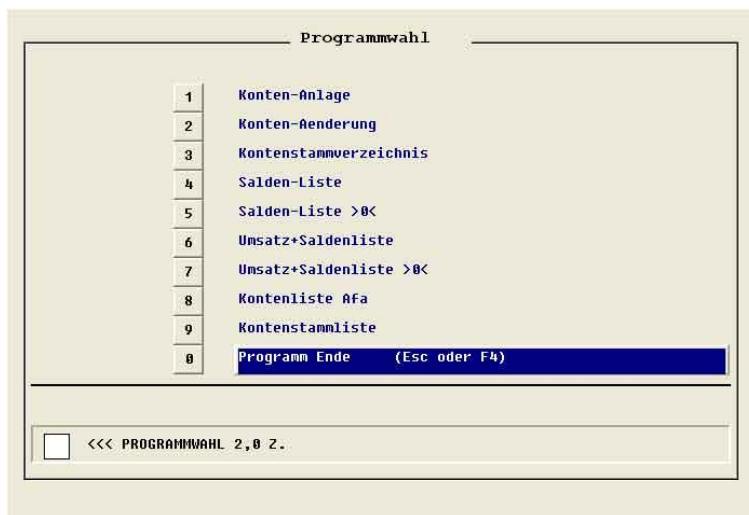 Programmwahl
1 Konten-Anlage
2 Konten-Aenderung
3 Kontenstammverzeichnis
4 Salden-Liste
5 Salden-Liste >0<
6 Umsatz+Saldenliste
7 Umsatz+Saldenliste >0<
8 Kontenliste Afa
9 Kontenstammliste
0 Programm Ende (Esc oder F4)
<<< PROGRAMMWAHL 2,0 Z.